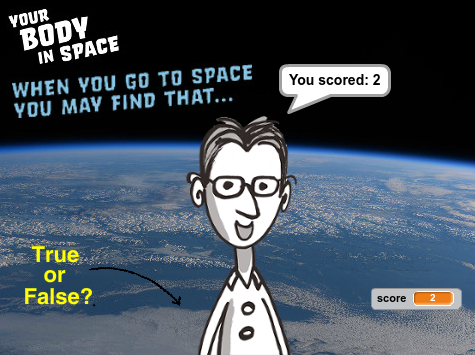 YOUR
BODY
IN SPACE
WHEN YOU GO TO SPACE
YOU MAY FIND THAT...
You scored: 2
True
or
False?
score 2